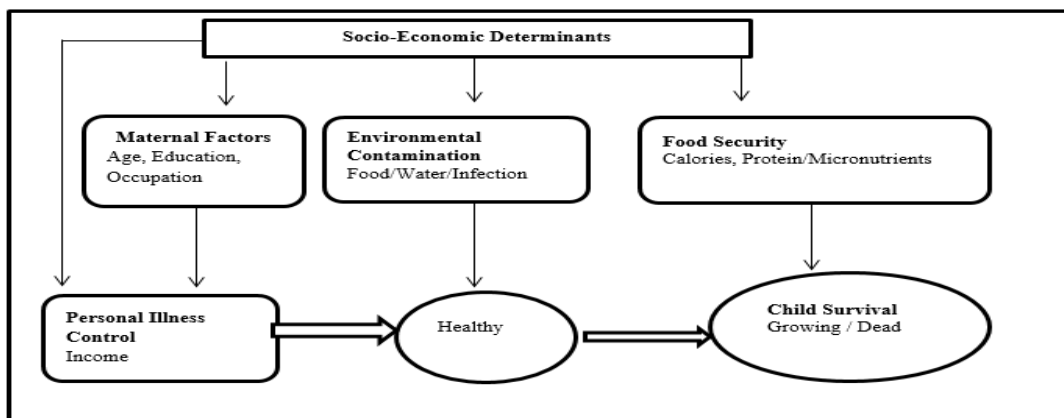 Socio-Economic Determinants
Maternal Factors
Age, Education,
Occupation
Environmental
Contamination
Food/Water/Infection
Food Security
Calories, Protein/Micronutrients
Personal Illness
Control
Income
Healthy
Child Survival
Growing / Dead